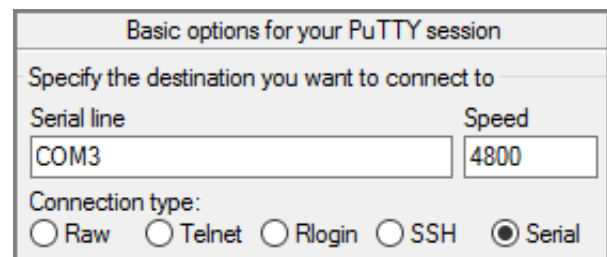 Basic options for your PuTTY session
Specify the destination you want to connect to
Serial line Speed
COM3 4800
Connection type:
Raw Telnet Rlogin SSH Serial